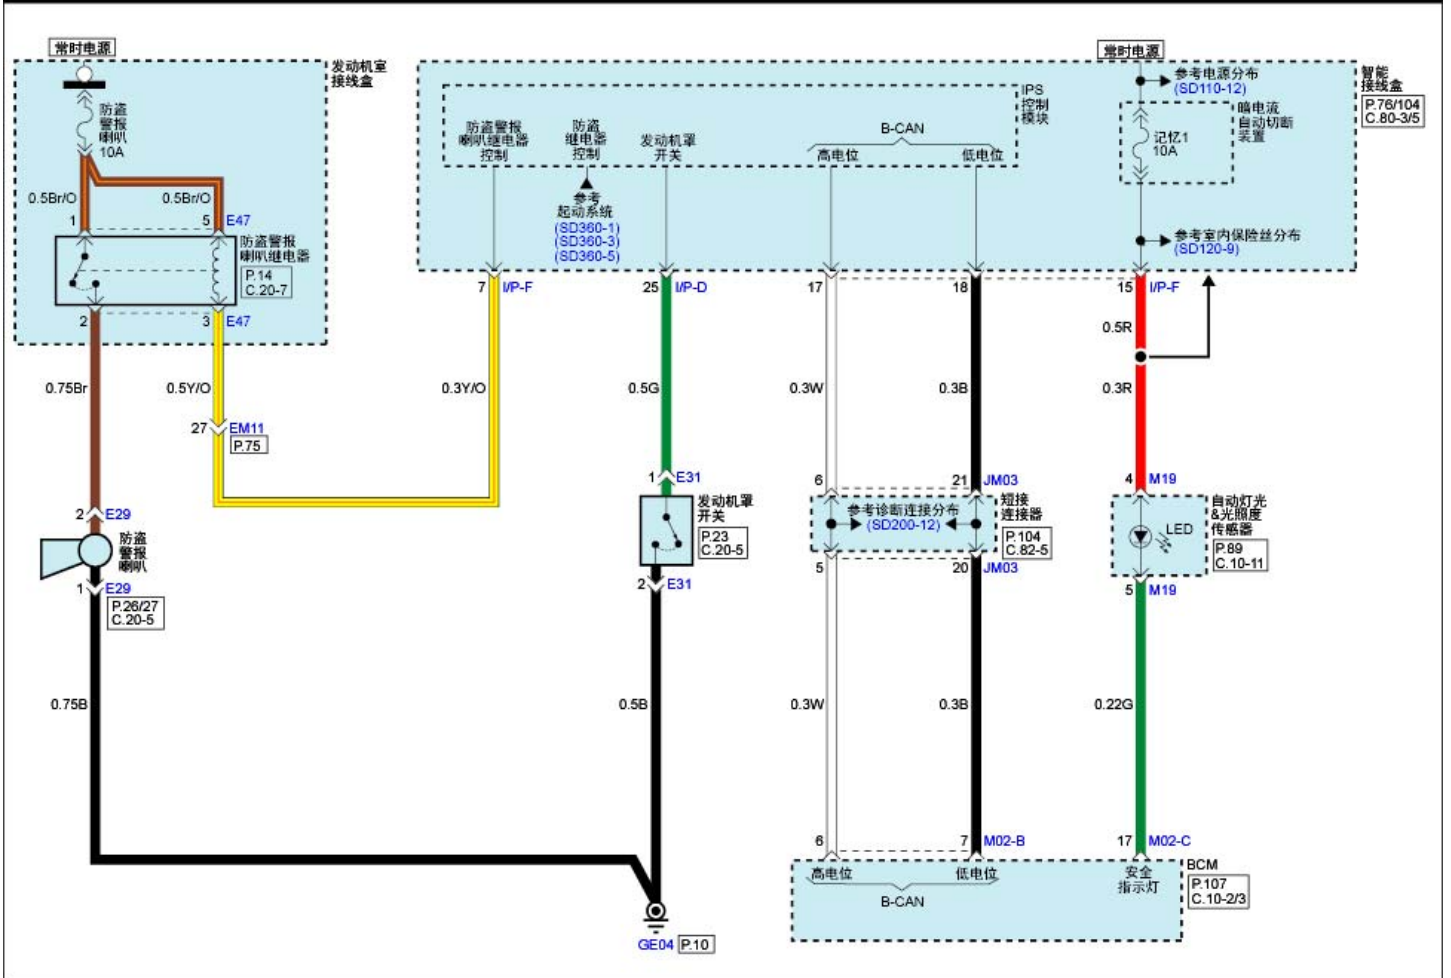 常时电源
发动机室
接线盒
防盗
警报
喇叭
10A
0.5Br/O
0.5Br/O
1
5
E47
防盗警报
喇叭继电器
P.14
C.20-7
2
3
E47
0.75Br
0.5Y/O
27
EM11
P.75
2
E29
防盗
警报
喇叭
1
E29
P.26/27
C.20-5
0.75B
IPS
控制
模块
防盗警报
喇叭继电器
控制
防盗
继电器
控制
发动机罩
开关
B-CAN
高电位
低电位
参考
起动系统
(SD360-1)
(SD360-3)
(SD360-5)
常时电源
参考电源分布
(SD110-12)
智能
接线盒
P.76/104
C.80-3/5
暗电流
自动切断
装置
记忆1
10A
参考室内保险丝分布
(SD120-9)
7
I/P-F
25
I/P-D
17
18
15
I/P-F
0.5R
0.3Y/O
0.5G
0.3W
0.3B
0.3R
1
E31
发动机罩
开关
P.23
C.20-5
2
E31
6
21
JM03
短接
连接器
参考诊断连接分布
(SD200-12)
P.104
C.82-5
5
20
JM03
4
M19
自动灯光
&光照度
传感器
LED
P.89
C.10-11
5
M19
0.5B
0.3W
0.3B
0.22G
6
7
M02-B
17
M02-C
BCM
高电位
低电位
B-CAN
安全
指示灯
P.107
C.10-2/3
GE04
P.10